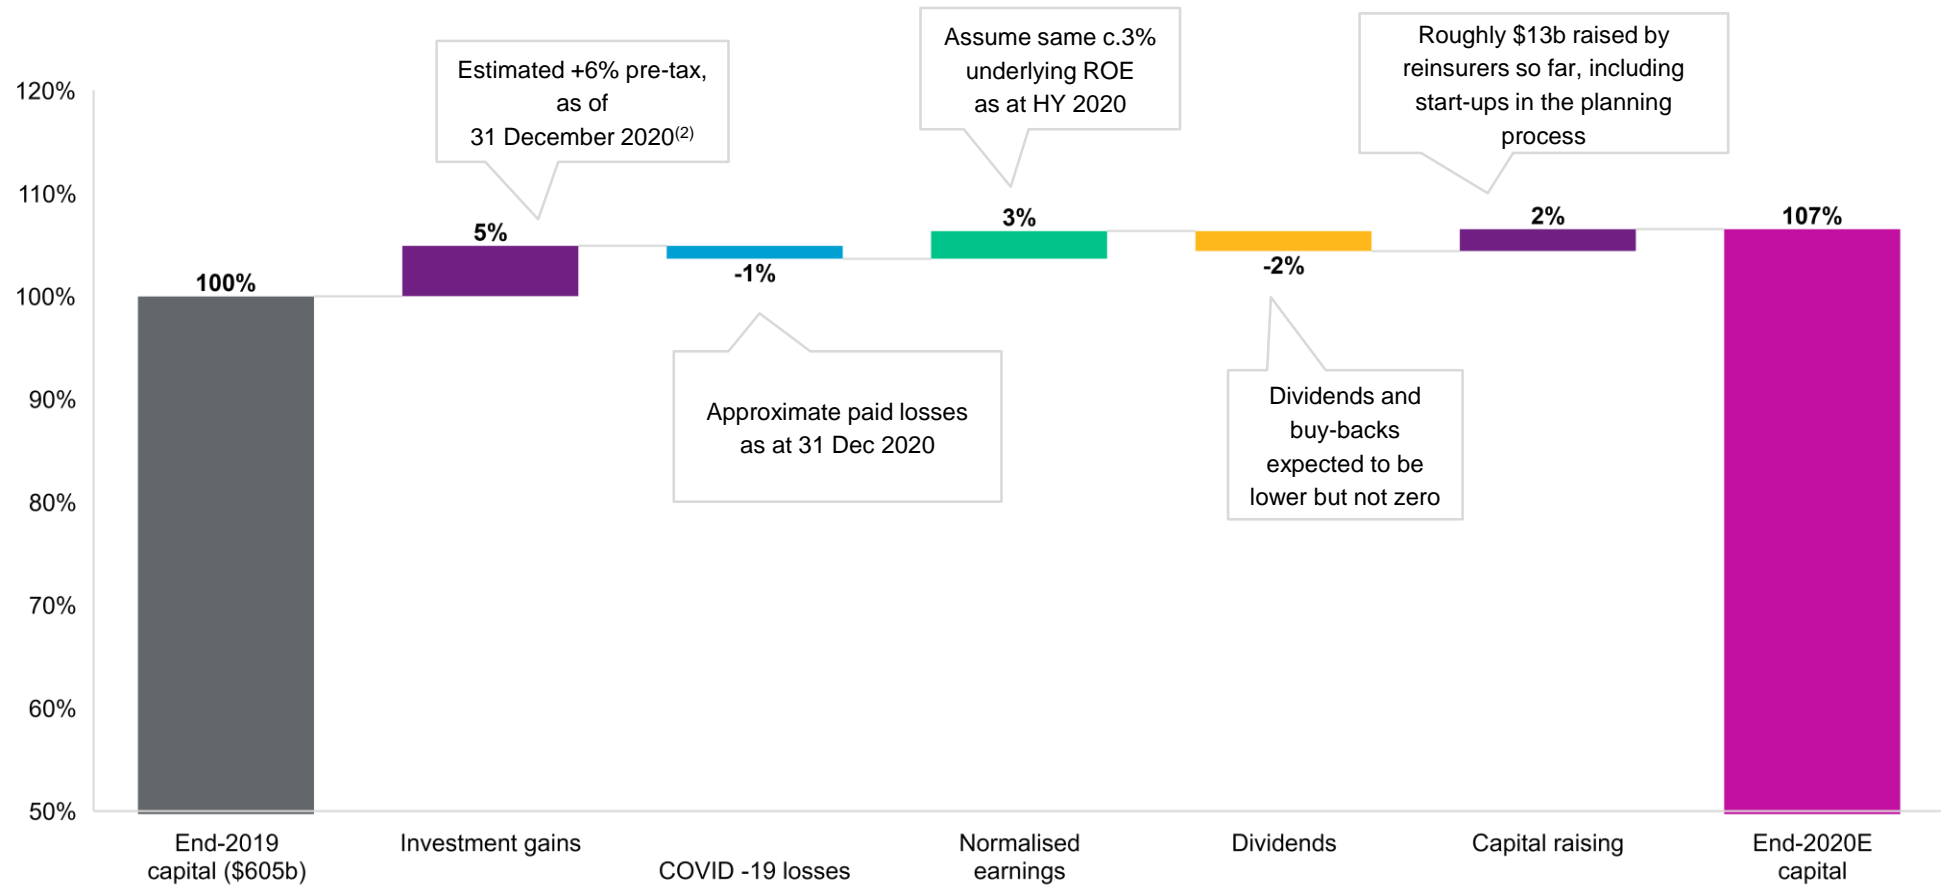 Estimated +6% pre-tax,
as of
31 December 2020(2)
Assume same c.3%
underlying ROE
as at HY 2020
Roughly $13b raised by
reinsurers so far, including
start-ups in the planning
process
120%
110%
100%
90%
80%
70%
60%
50%
100%
5%
-1%
3%
-2%
2%
107%
Approximate paid losses
as at 31 Dec 2020
Dividends and
buy-backs
expected to be
lower but not zero
End-2019
capital ($605b)
Investment gains
COVID -19 losses
Normalised
earnings
Dividends
Capital raising
End-2020E
capital